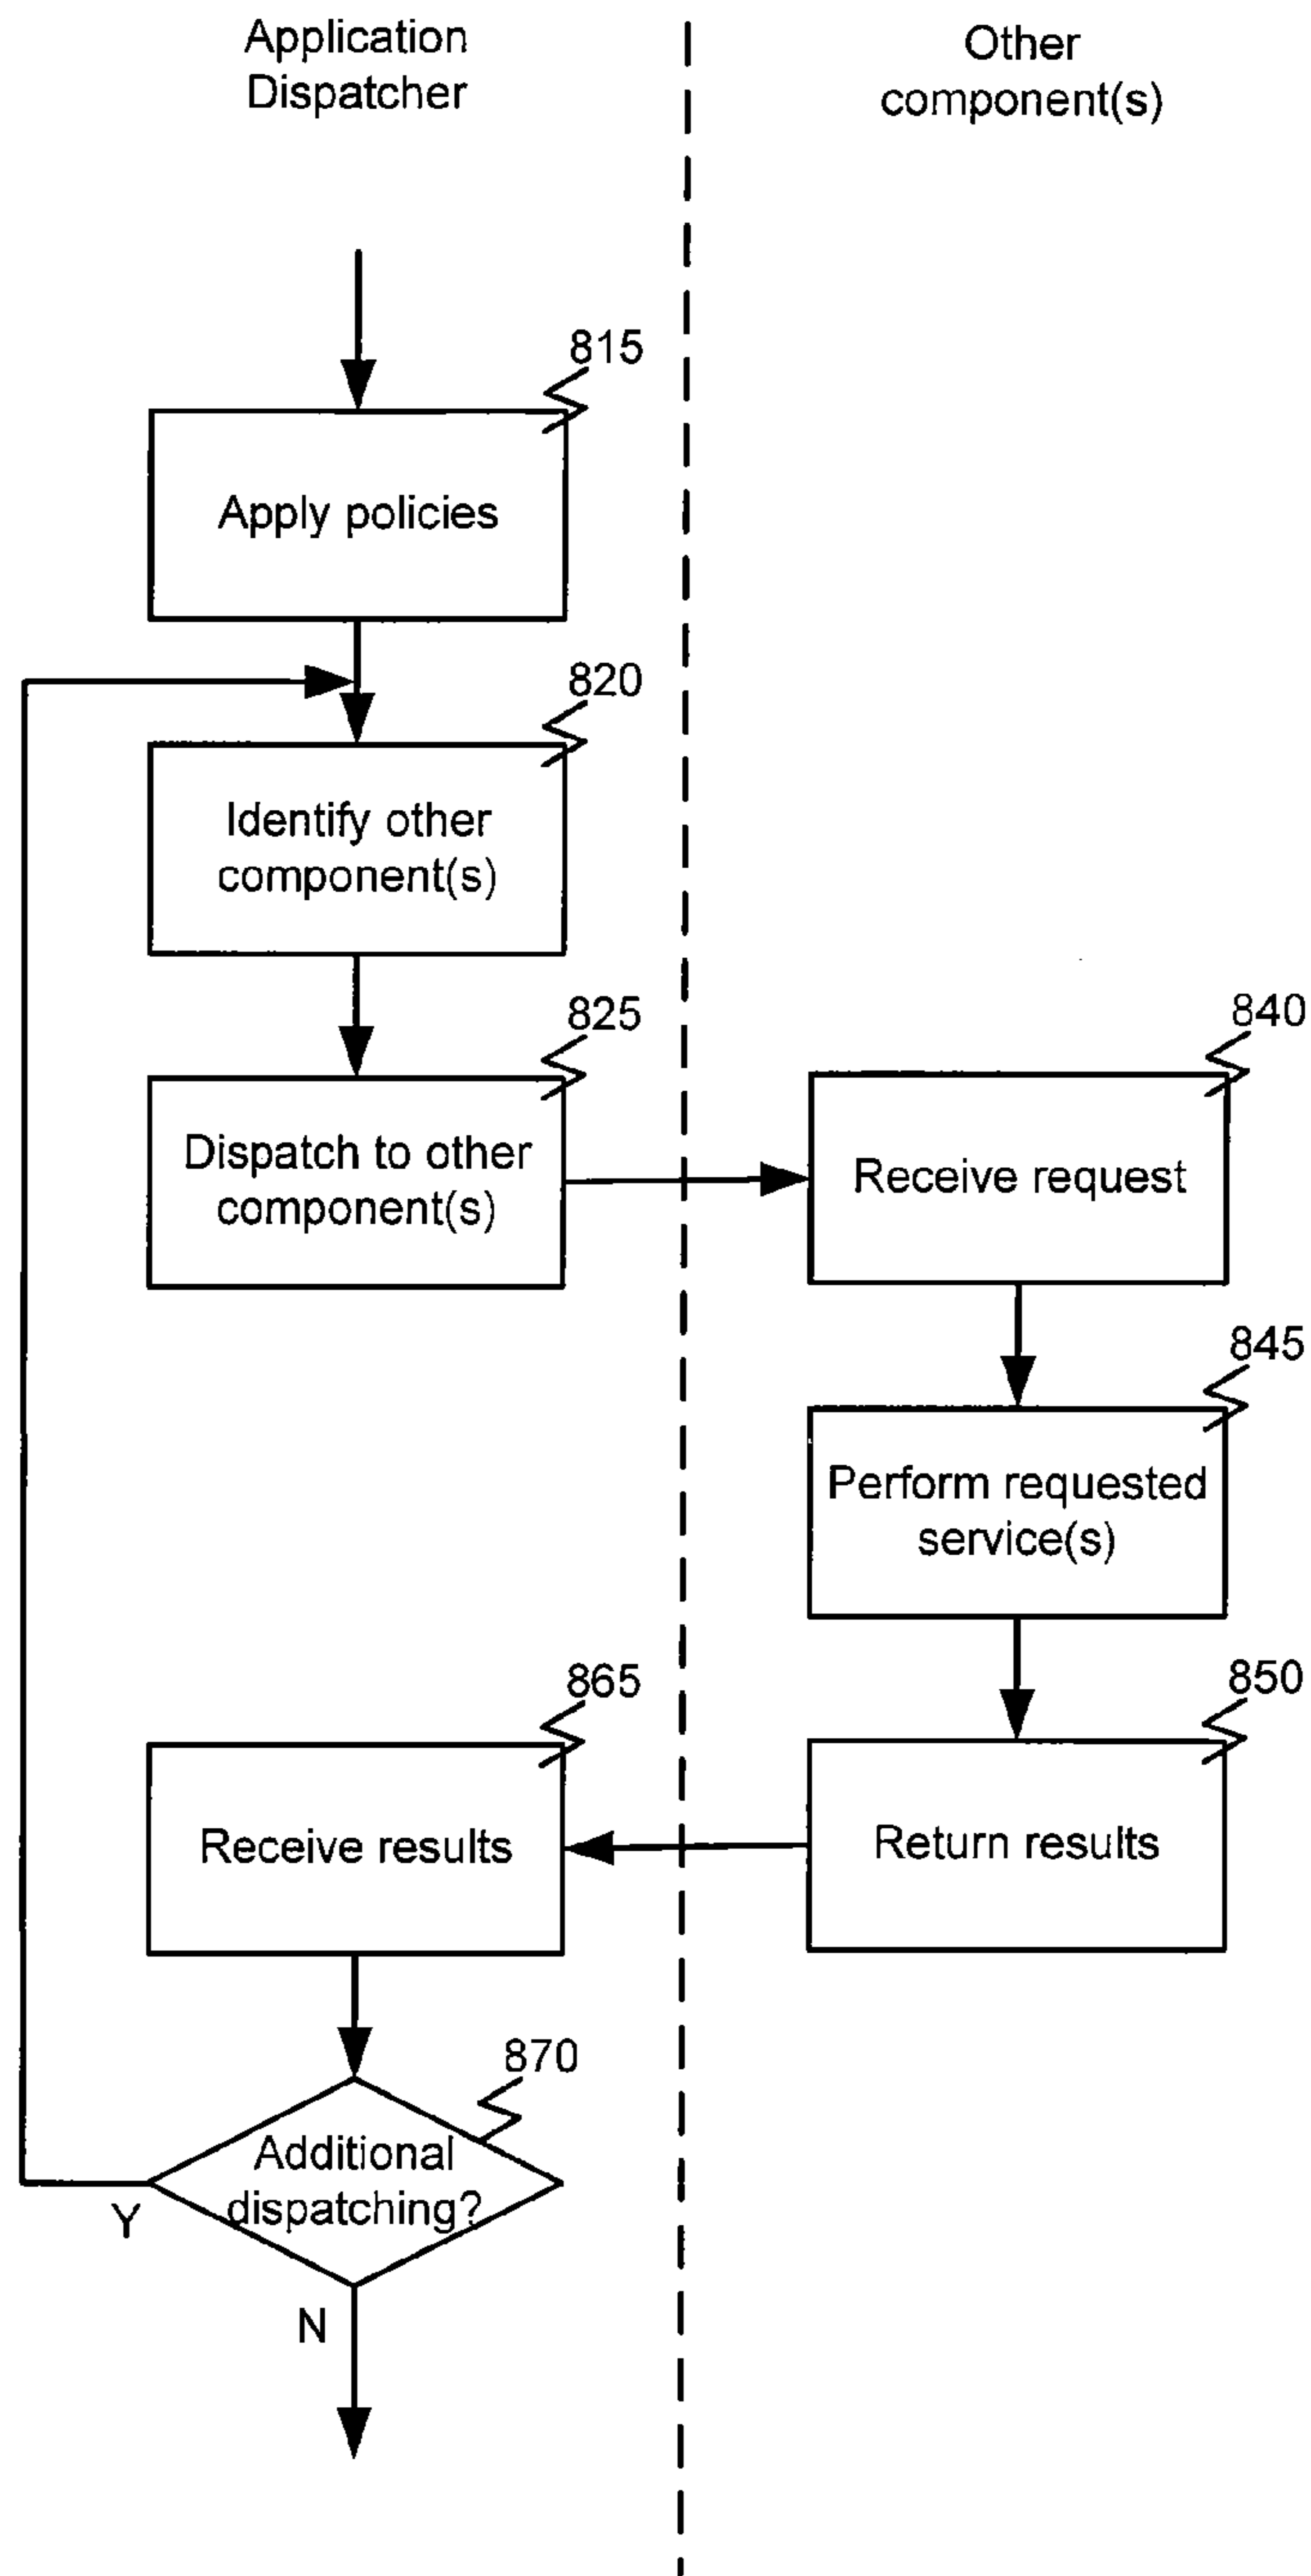 Application
Dispatcher
Other
component(s)
815
Apply policies
820
Identify other
component(s)
825
Dispatch to other
component(s)
840
Receive request
845
Perform requested
service(s)
850
Return results
865
Receive results
870
Additional
dispatching?
Y
N